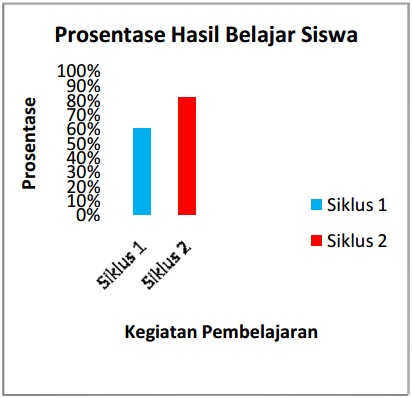 Prosentase Hasil Belajar Siswa
Prosentase
100%
90%
80%
70%
60%
50%
40%
30%
20%
10%
0%
Siklus 1
Siklus 2
Siklus 1
Siklus 2
Kegiatan Pembelajaran